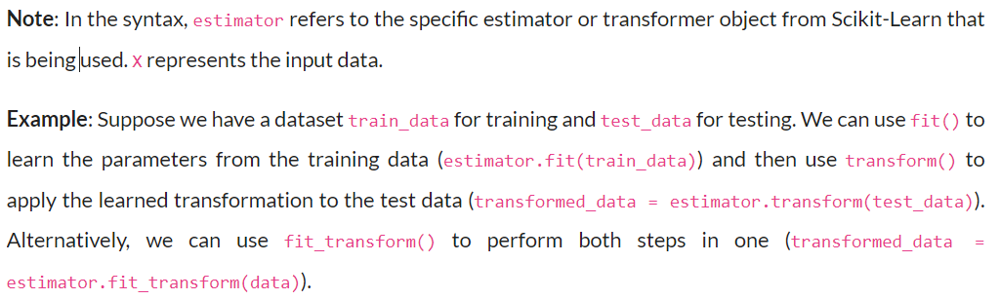 Note: In the syntax, estimator refers to the specific estimator or transformer object from Scikit-Learn that
is being used. X represents the input data.
Example: Suppose we have a dataset train_data for training and test_data for testing. We can use fit() to
learn the parameters from the training data (estimator.fit(train_data)) and then use transform() to
apply the learned transformation to the test data (transformed_data = estimator.transform(test_data)).
Alternatively, we can use fit_transform() to perform both steps in one (transformed_data =
estimator.fit_transform(data)).